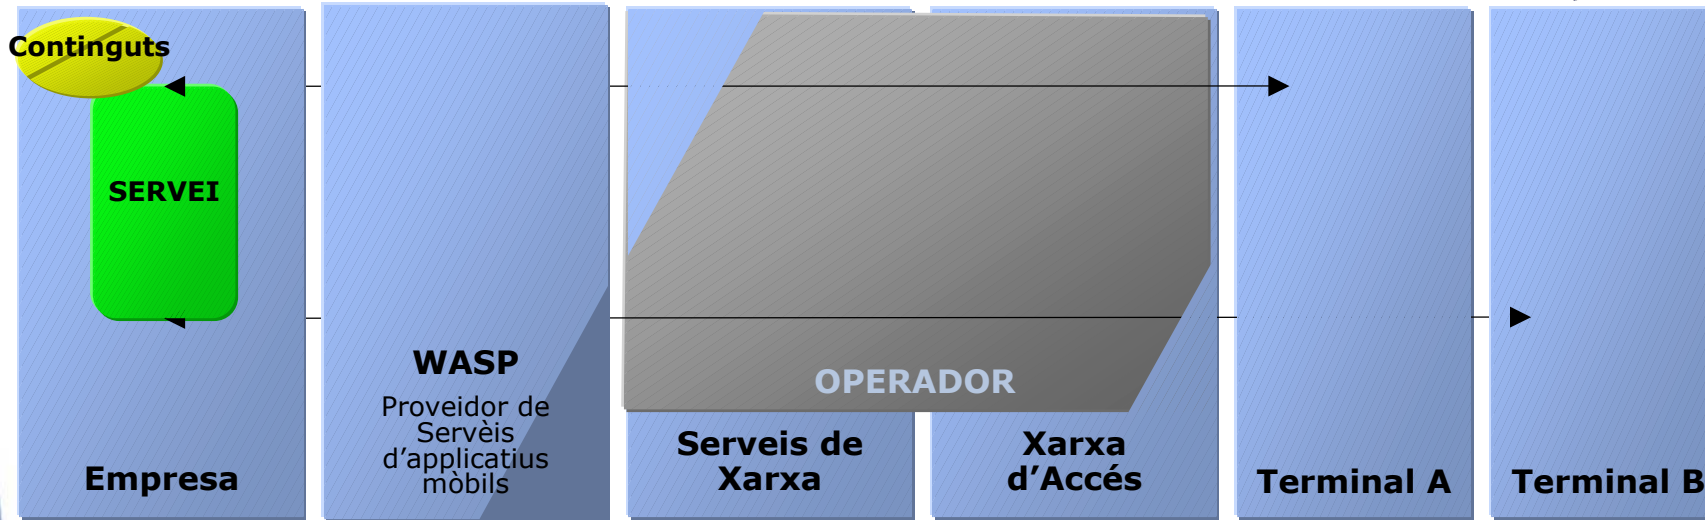 Continguts
SERVEI
Empresa
WASP
Proveidor de
Servèis
d’applicatius
mòbils
OPERADOR
Serveis de
Xarxa
Xarxa
d’Accés
Terminal A
Terminal B